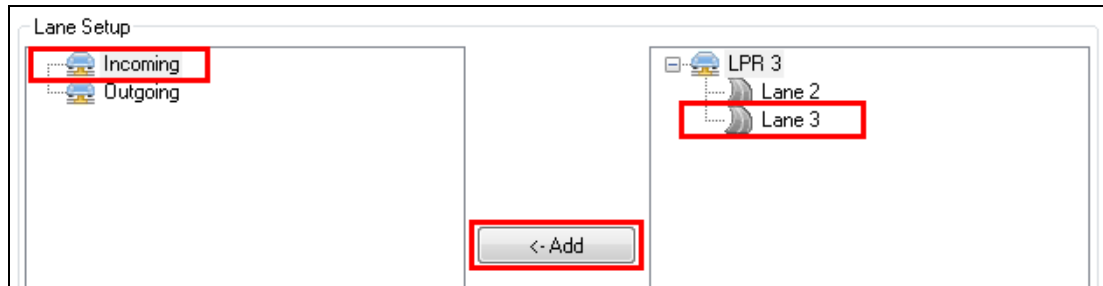 Lane Setup
Incoming
Outgoing
<- Add
LPR 3
Lane 2
Lane 3